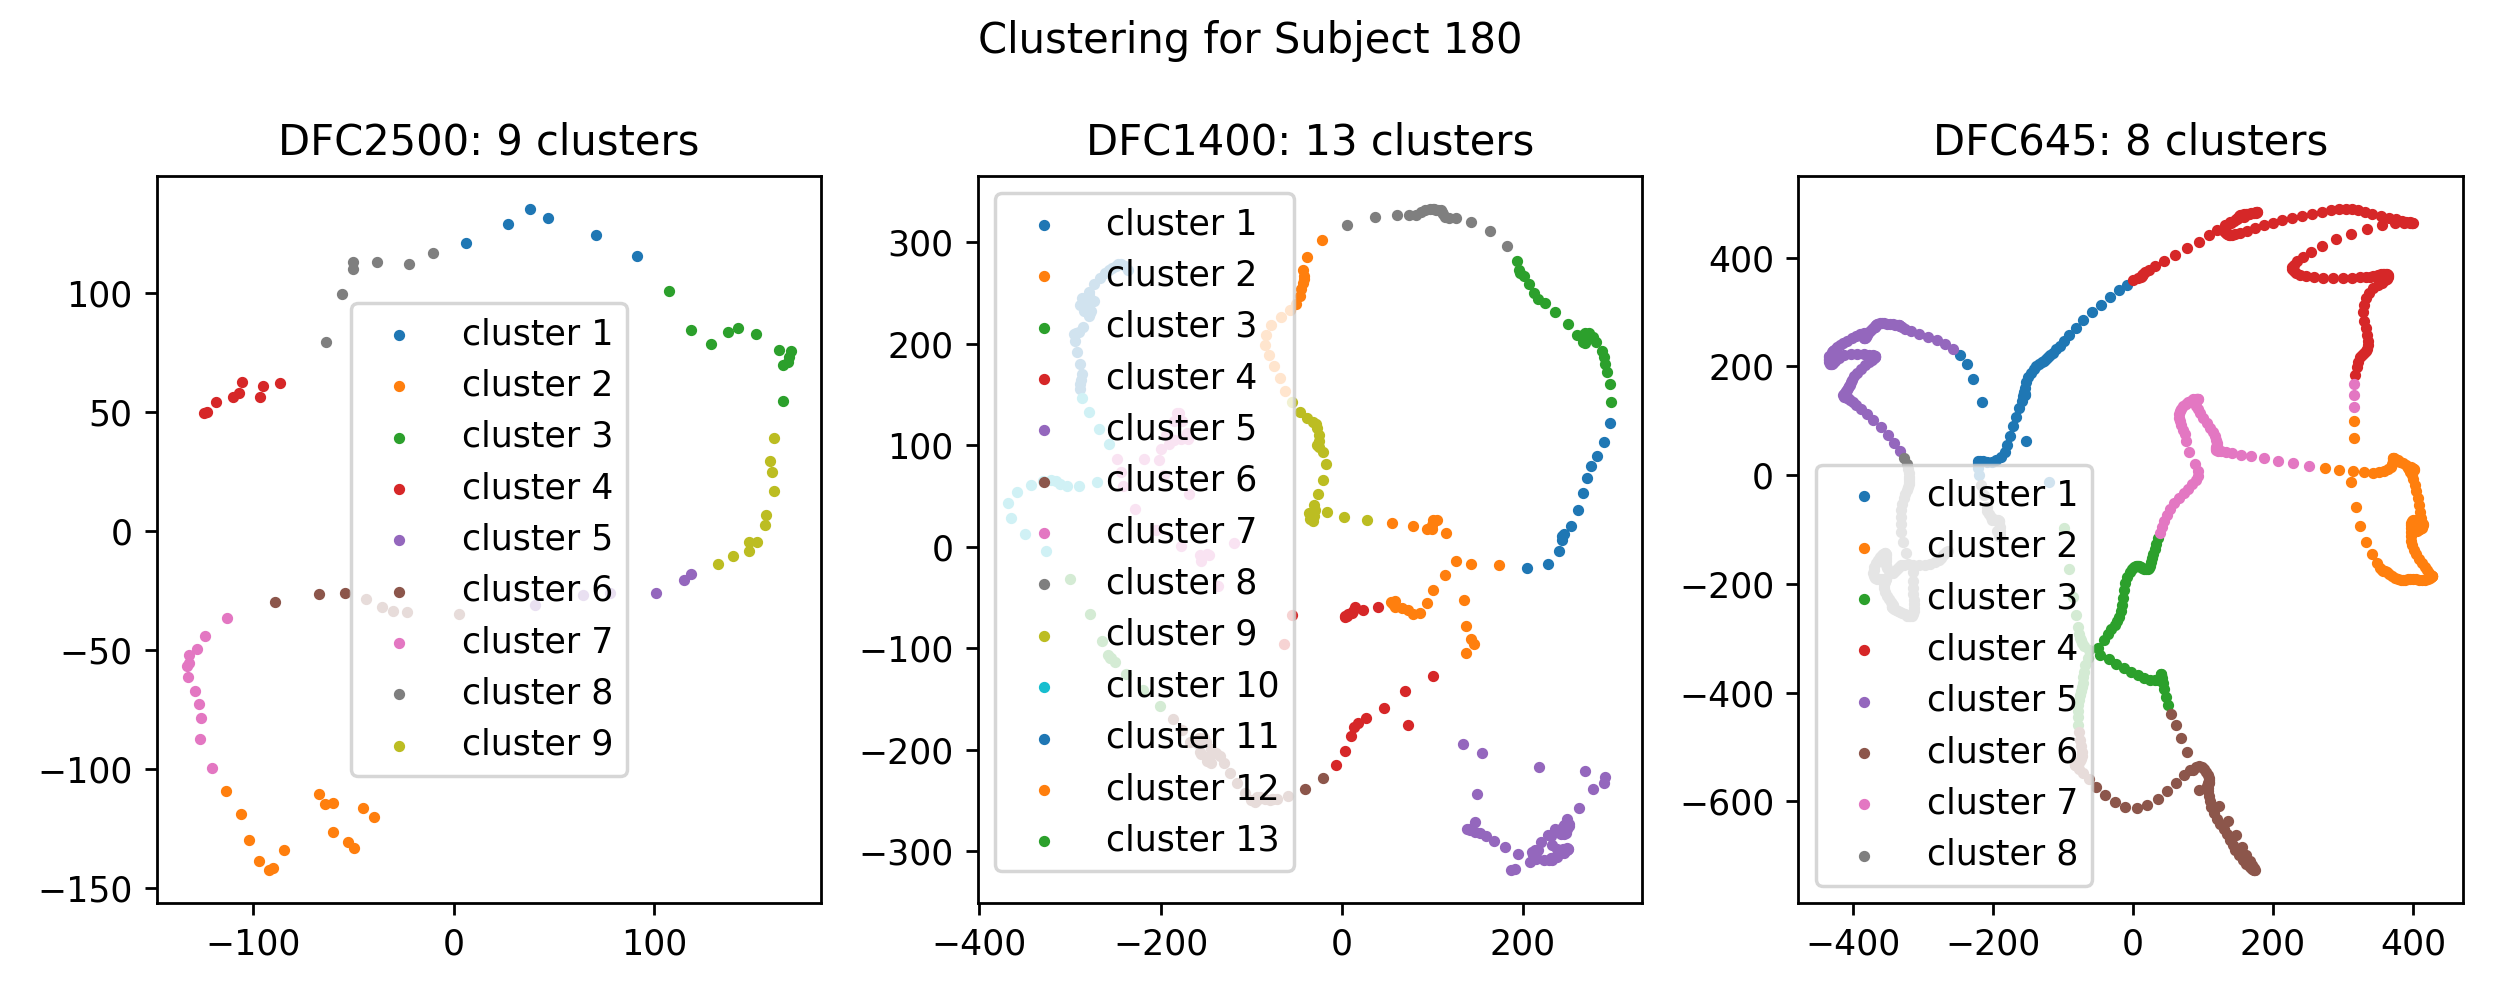 Clustering for Subject 180
DFC2500: 9 clusters
100
50
0
−50
−100
−150
−100
0
100
cluster 1
cluster 2
cluster 3
cluster 4
cluster 5
cluster 6
cluster 7
cluster 8
cluster 9
DFC1400: 13 clusters
300
200
100
0
−100
−200
−300
−400
−200
0
200
cluster 1
cluster 2
cluster 3
cluster 4
cluster 5
cluster 6
cluster 7
cluster 8
cluster 9
cluster 10
cluster 11
cluster 12
cluster 13
DFC645: 8 clusters
400
200
0
−200
−400
−600
−400
−200
0
200
400
cluster 1
cluster 2
cluster 3
cluster 4
cluster 5
cluster 6
cluster 7
cluster 8